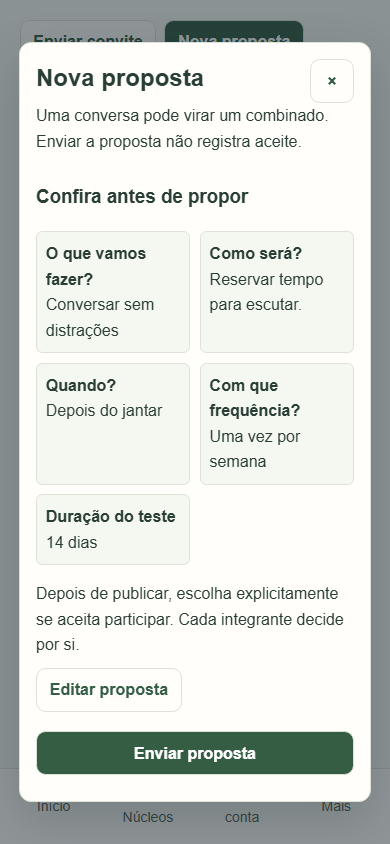 Enviar convite
Nova proposta
Nova proposta
×
Uma conversa pode virar um combinado.
Enviar a proposta não registra aceite.
Confira antes de propor
O que vamos
fazer?
Conversar sem
distrações
Como será?
Reservar tempo
para escutar.
Quando?
Depois do jantar
Com que
frequência?
Uma vez por
semana
Duração do teste
14 dias
Depois de publicar, escolha explicitamente
se aceita participar. Cada integrante decide
por si.
Editar proposta
Enviar proposta
Início
Núcleos
conta
Mais